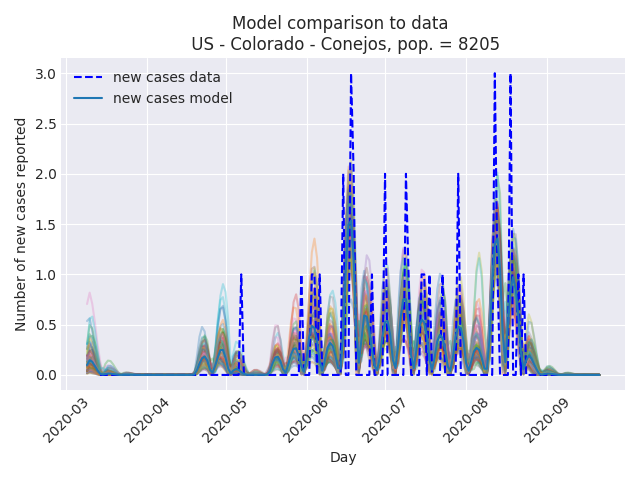 Model comparison to data
US - Colorado - Conejos, pop. = 8205
new cases data
new cases model
Number of new cases reported
3.0
2.5
2.0
1.5
1.0
0.5
0.0
2020-03
2020-04
2020-05
2020-06
2020-07
2020-08
2020-09
Day